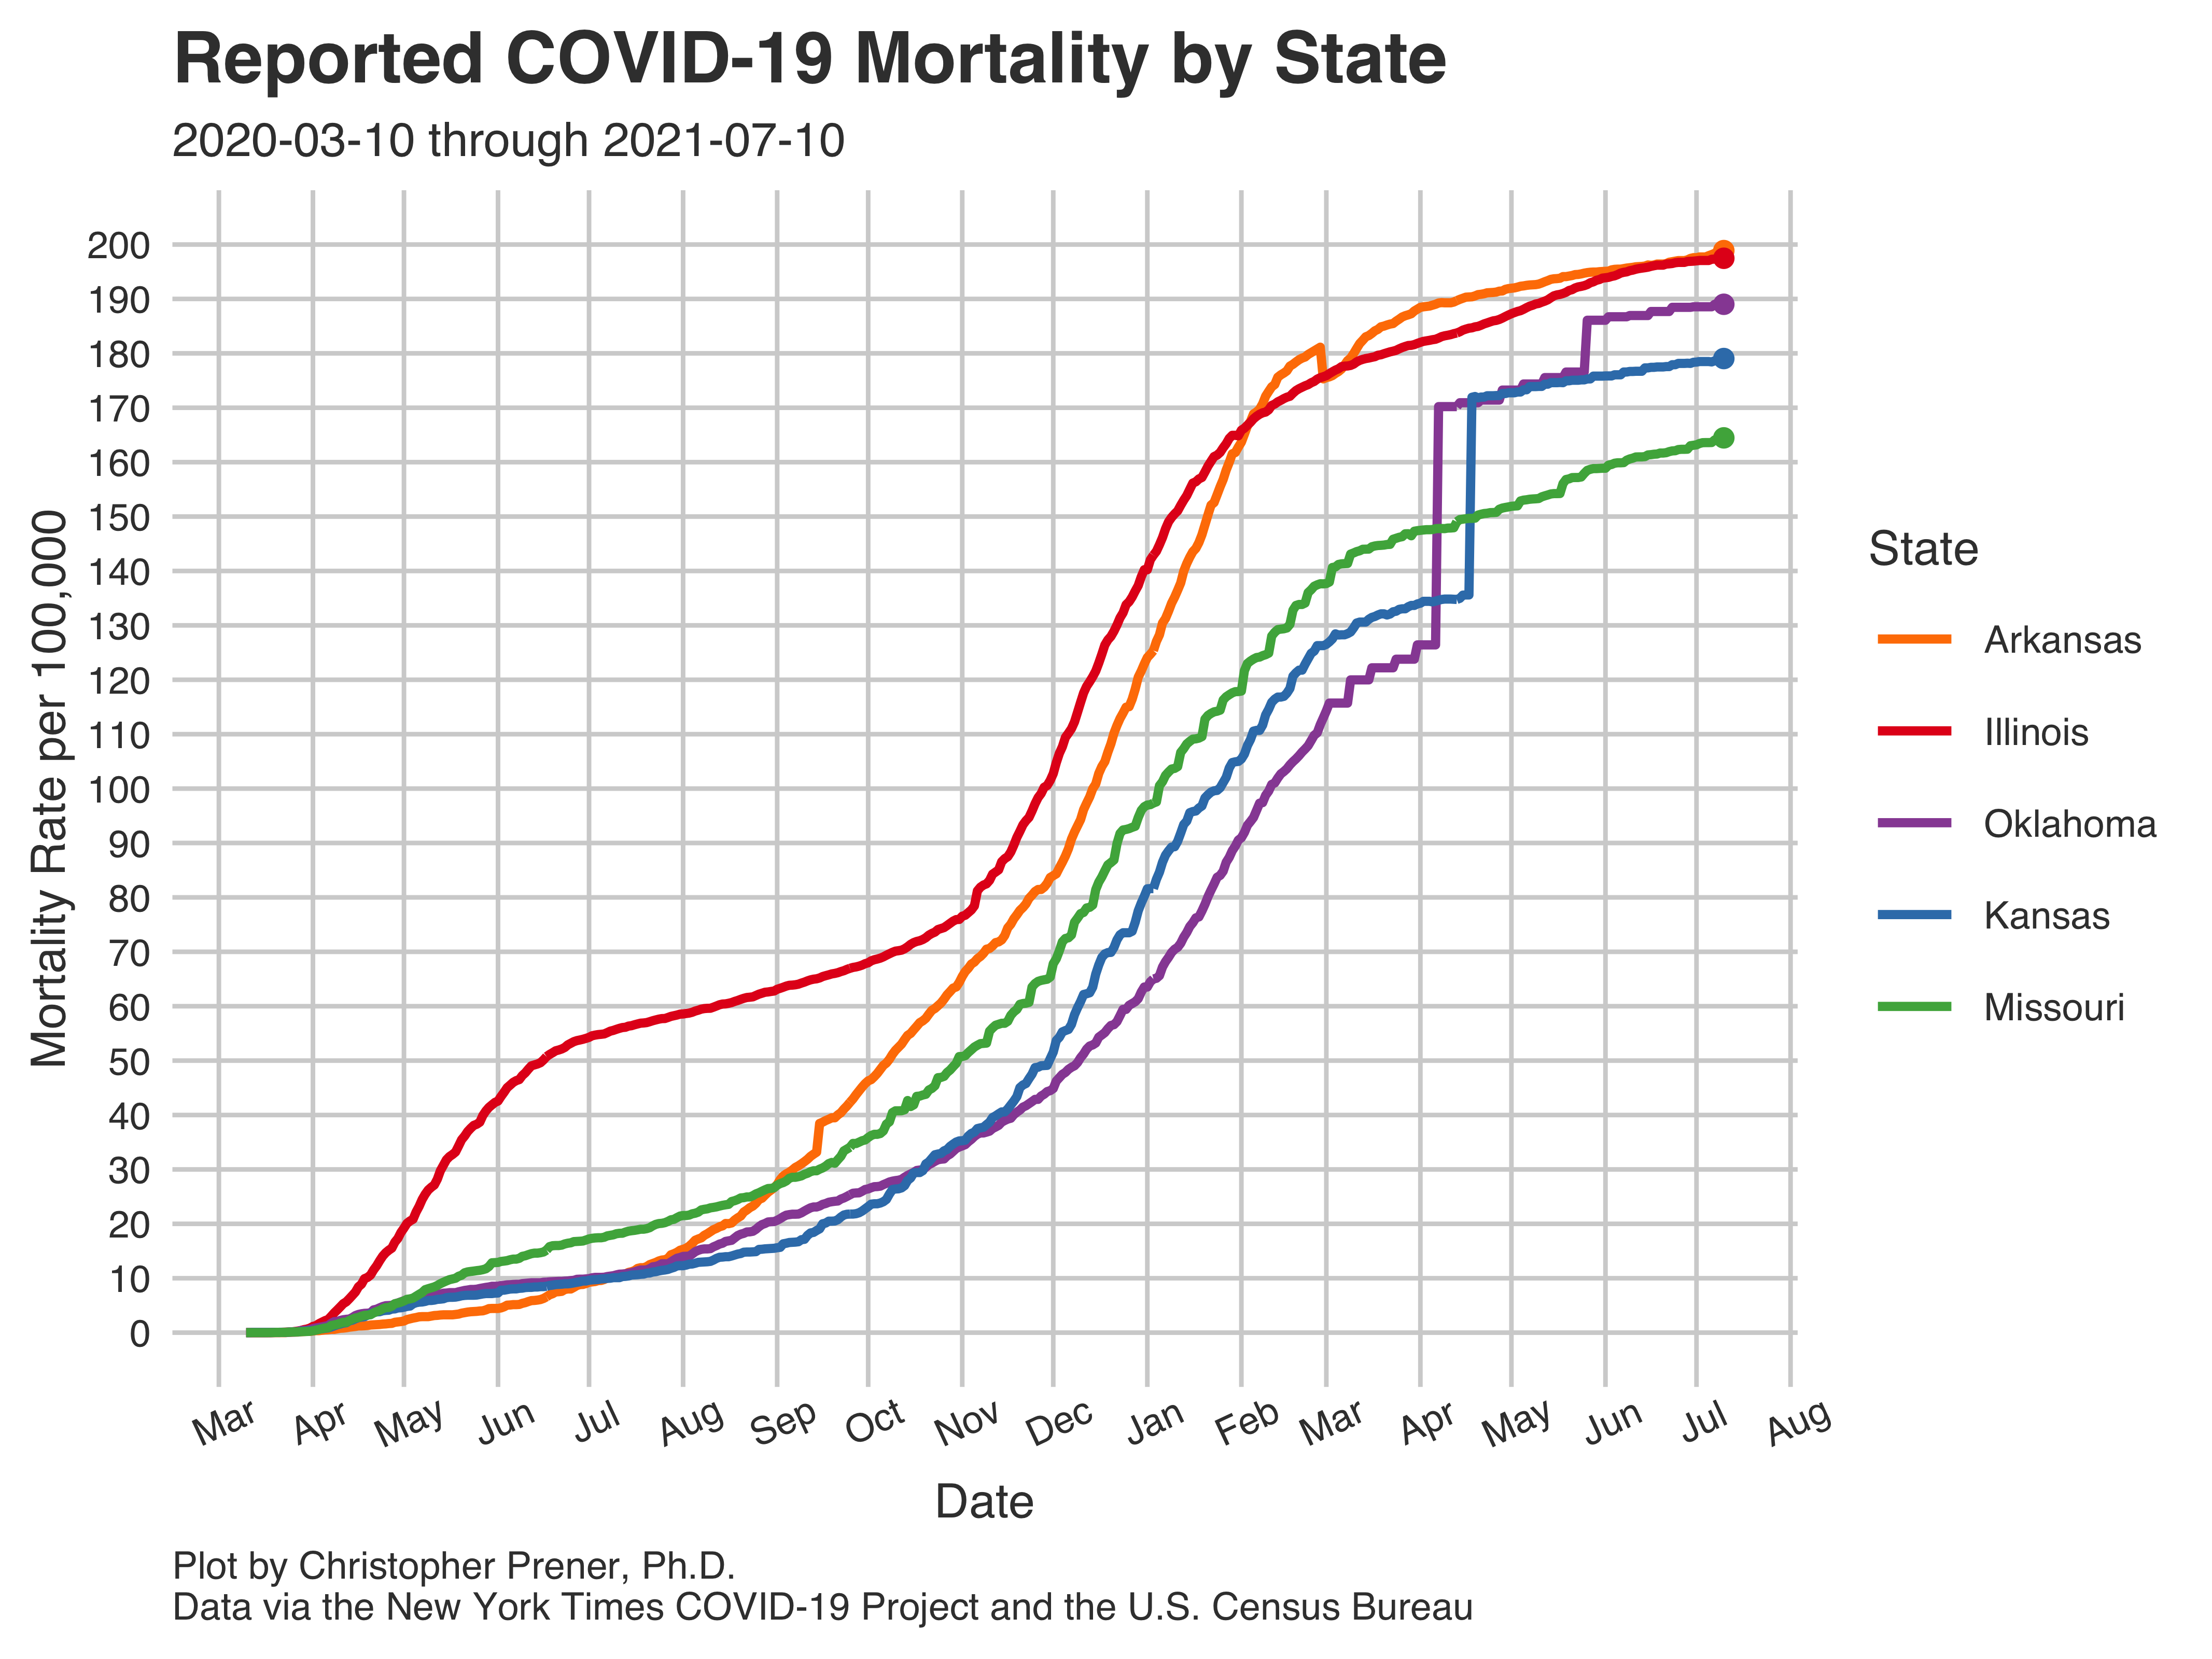 Reported COVID-19 Mortality by State
2020-03-10 through 2021-07-10
Mortality Rate per 100,000
200
190
180
170
160
150
140
130
120
110
100
90
80
70
60
50
40
30
20
10
0
Mar
Apr
May
Jun
Jul
Aug
Sep
Oct
Nov
Dec
Jan
Feb
Mar
Apr
May
Jun
Jul
Aug
Date
State
Arkansas
Illinois
Oklahoma
Kansas
Missouri
Plot by Christopher Prener, Ph.D.
Data via the New York Times COVID-19 Project and the U.S. Census Bureau